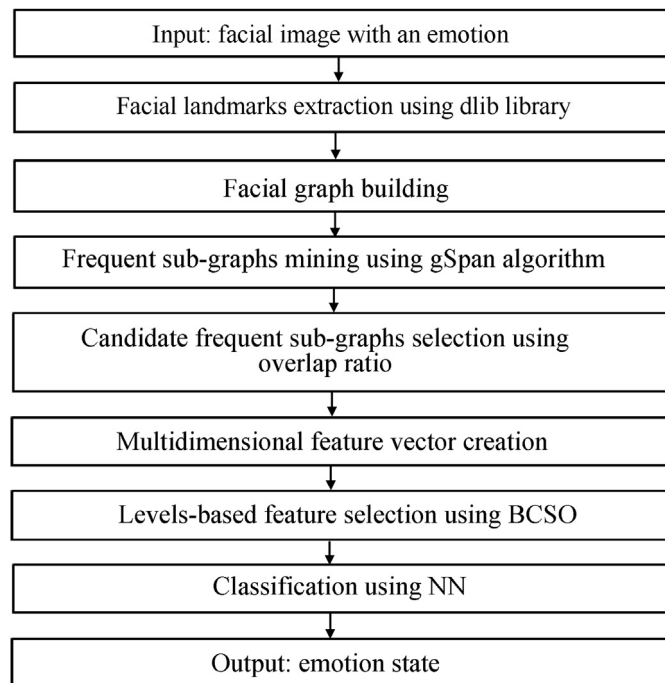 Input: facial image with an emotion
Facial landmarks extraction using dlib library
Facial graph building
Frequent sub-graphs mining using gSpan algorithm
Candidate frequent sub-graphs selection using
overlap ratio
Multidimensional feature vector creation
Levels-based feature selection using BCSO
Classification using NN
Output: emotion state